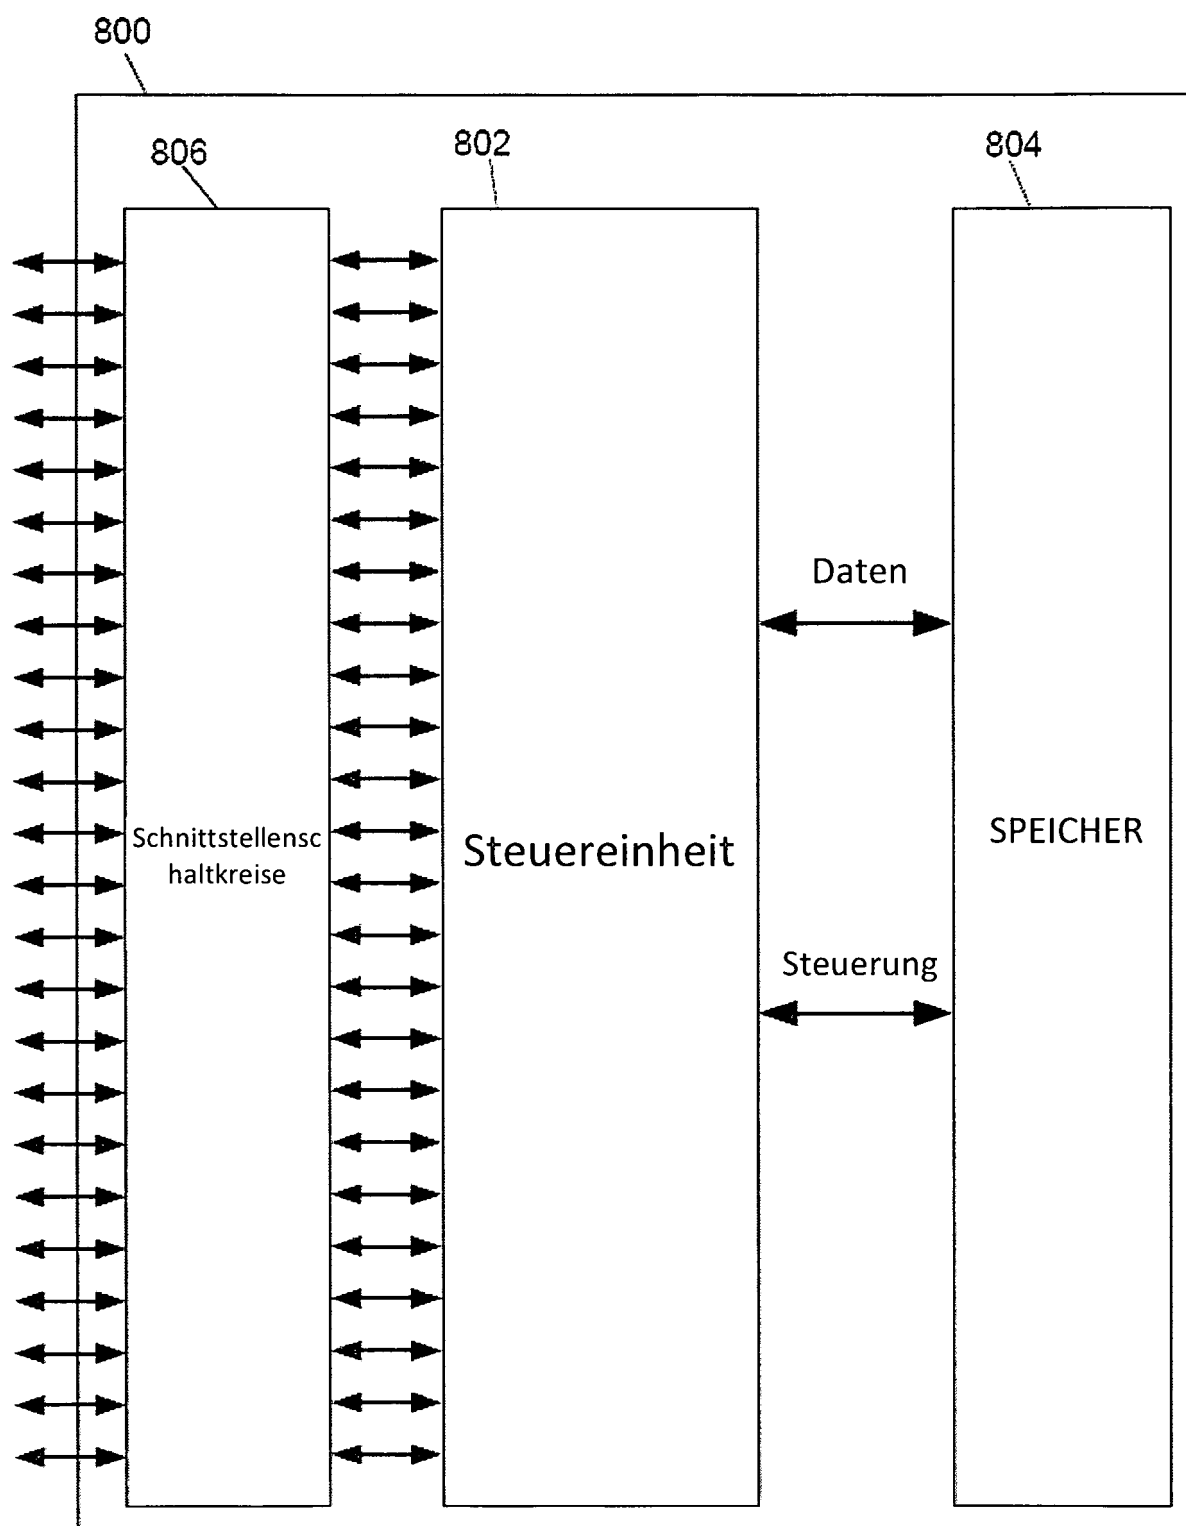 800
806
802
804
Daten
Schnittstellensc
haltkreise
Steuereinheit
SPEICHER
Steuerung